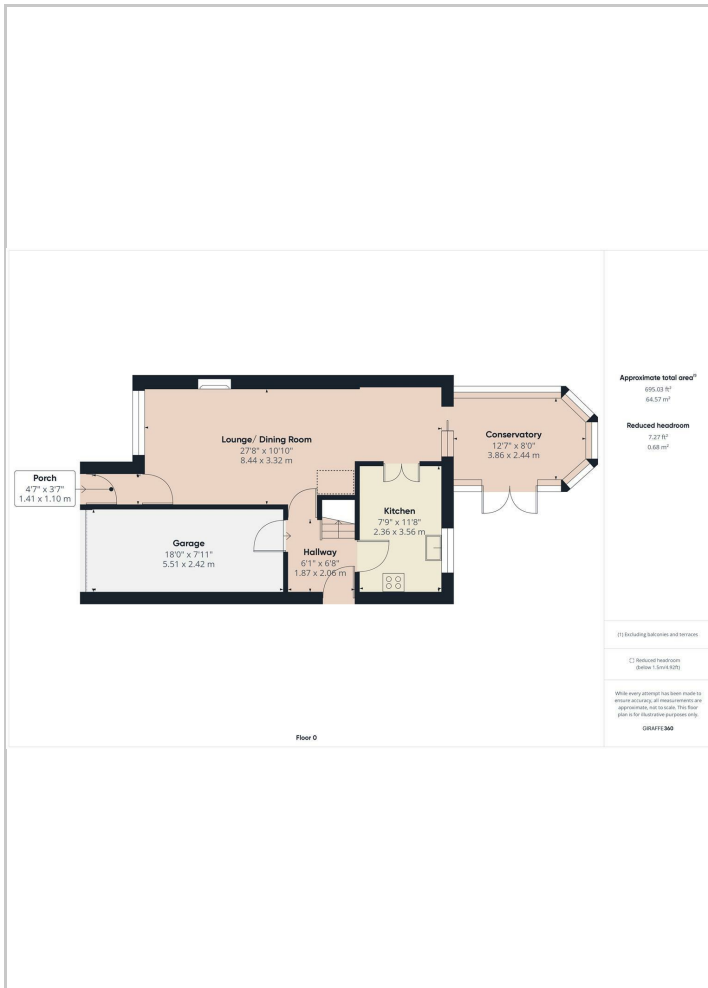 Porch
4'7" x 3'7"
1.41 x 1.10 m
Lounge/ Dining Room
27'8" x 10'10"
8.44 x 3.32 m
Conservatory
12'7" x 8'0"
3.86 x 2.44 m
Garage
18'0" x 7'11"
5.51 x 2.42 m
Hallway
6'1" x 6'8"
1.87 x 2.06 m
Kitchen
7'9" x 11'8"
2.36 x 3.56 m
Floor 0
Approximate total area⁽¹⁾
695.03 ft²
64.57 m²
Reduced headroom
7.27 ft²
0.68 m²
(1) Excluding balconies and terraces
Reduced headroom
(below 1.5m/4.92ft)
While every attempt has been made to
ensure accuracy, all measurements are
approximate, not to scale. This floor
plan is for illustrative purposes only.
GIRAFFE360